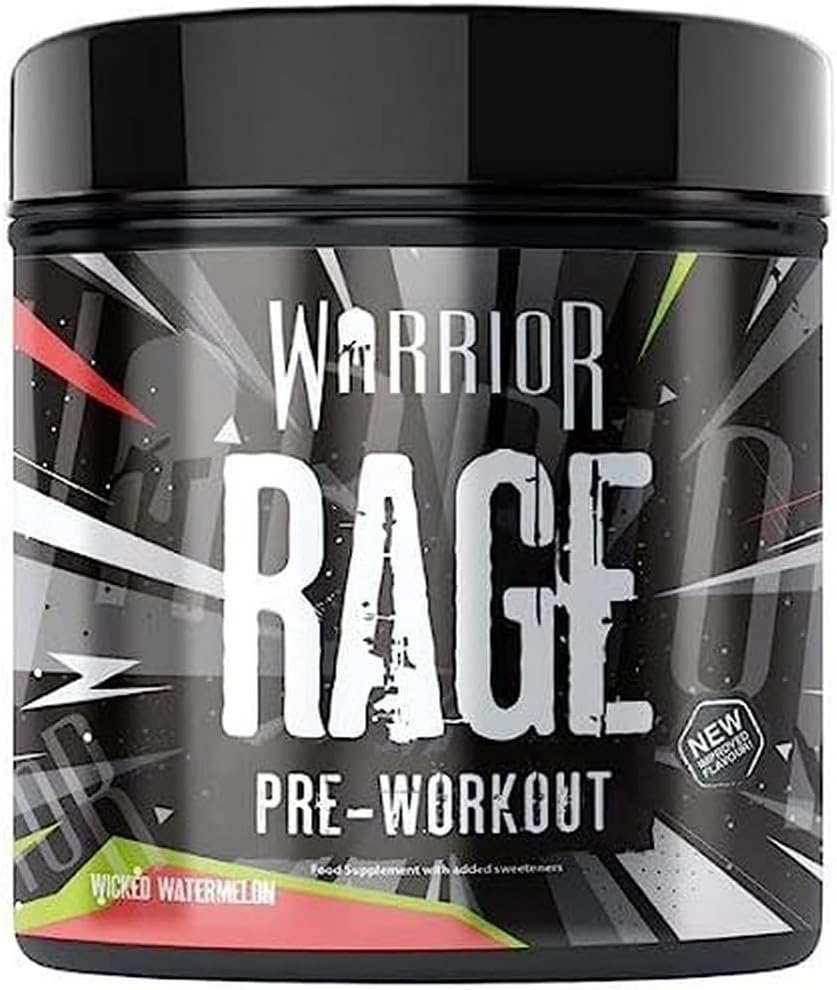 WARRIOR
RAGE
PRE-WORKOUT
NEW
IMPROVED
FLAVOUR!
Food Supplement with added sweeteners
WICKED WATERMELON